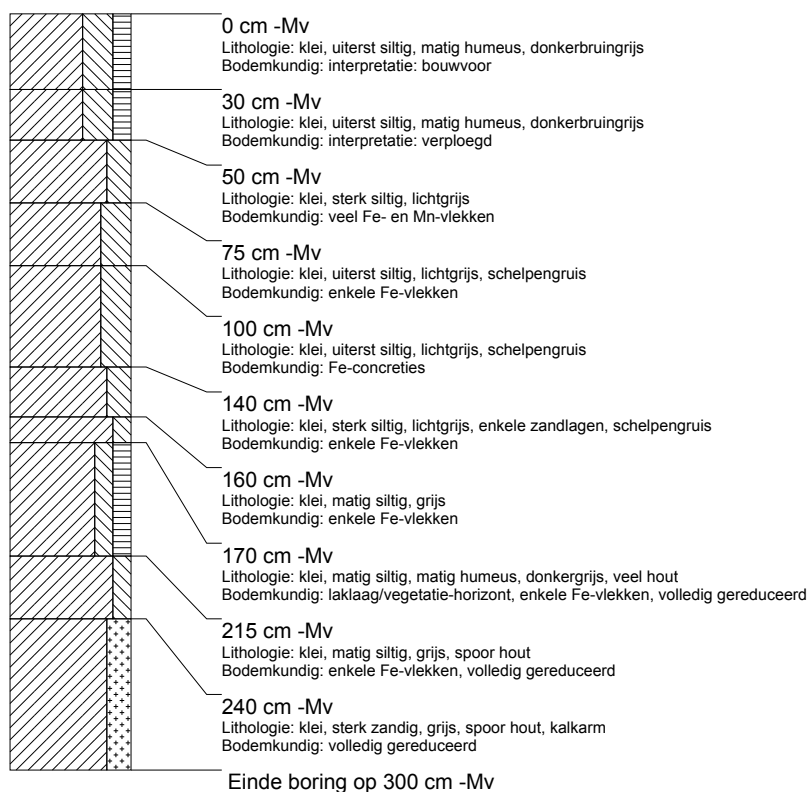 0 cm -Mv
Lithologie: klei, uiterst siltig, matig humeus, donkerbruingrijs
Bodemkundig: interpretatie: bouwvoor
30 cm -Mv
Lithologie: klei, uiterst siltig, matig humeus, donkerbruingrijs
Bodemkundig: interpretatie: verploegd
50 cm -Mv
Lithologie: klei, sterk siltig, lichtgrijs
Bodemkundig: veel Fe- en Mn-vlekken
75 cm -Mv
Lithologie: klei, uiterst siltig, lichtgrijs, schelpengruis
Bodemkundig: enkele Fe-vlekken
100 cm -Mv
Lithologie: klei, uiterst siltig, lichtgrijs, schelpengruis
Bodemkundig: Fe-concreties
140 cm -Mv
Lithologie: klei, sterk siltig, lichtgrijs, enkele zandlagen, schelpengruis
Bodemkundig: enkele Fe-vlekken
160 cm -Mv
Lithologie: klei, matig siltig, grijs
Bodemkundig: enkele Fe-vlekken
170 cm -Mv
Lithologie: klei, matig siltig, matig humeus, donkergrijs, veel hout
Bodemkundig: laklaag/vegetatie-horizont, enkele Fe-vlekken, volledig gereduceerd
215 cm -Mv
Lithologie: klei, matig siltig, grijs, spoor hout
Bodemkundig: enkele Fe-vlekken, volledig gereduceerd
240 cm -Mv
Lithologie: klei, sterk zandig, grijs, spoor hout, kalkarm
Bodemkundig: volledig gereduceerd
Einde boring op 300 cm -Mv